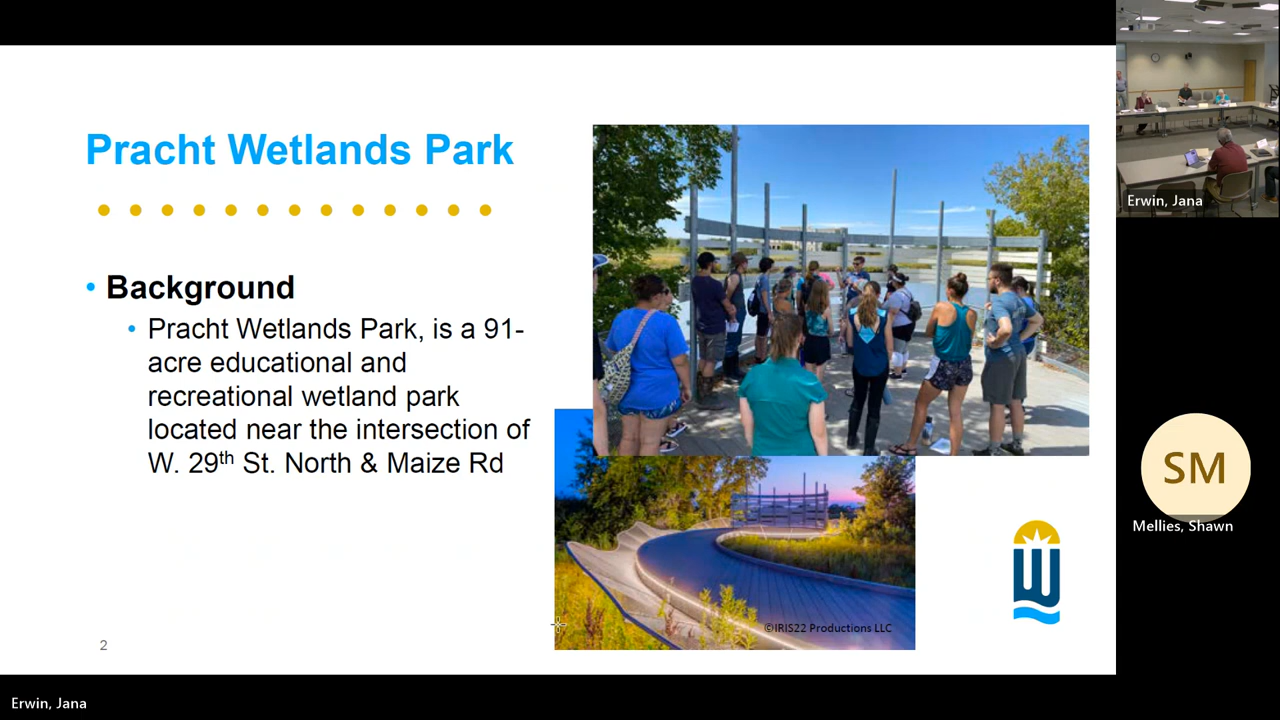 Pracht Wetlands Park
• Background
• Pracht Wetlands Park, is a 91-
acre educational and
recreational wetland park
located near the intersection of
W. 29th St. North & Maize Rd
©IRIS22 Productions LLC
W
2
Erwin, Jana
SM
Mellies, Shawn
Erwin, Jana